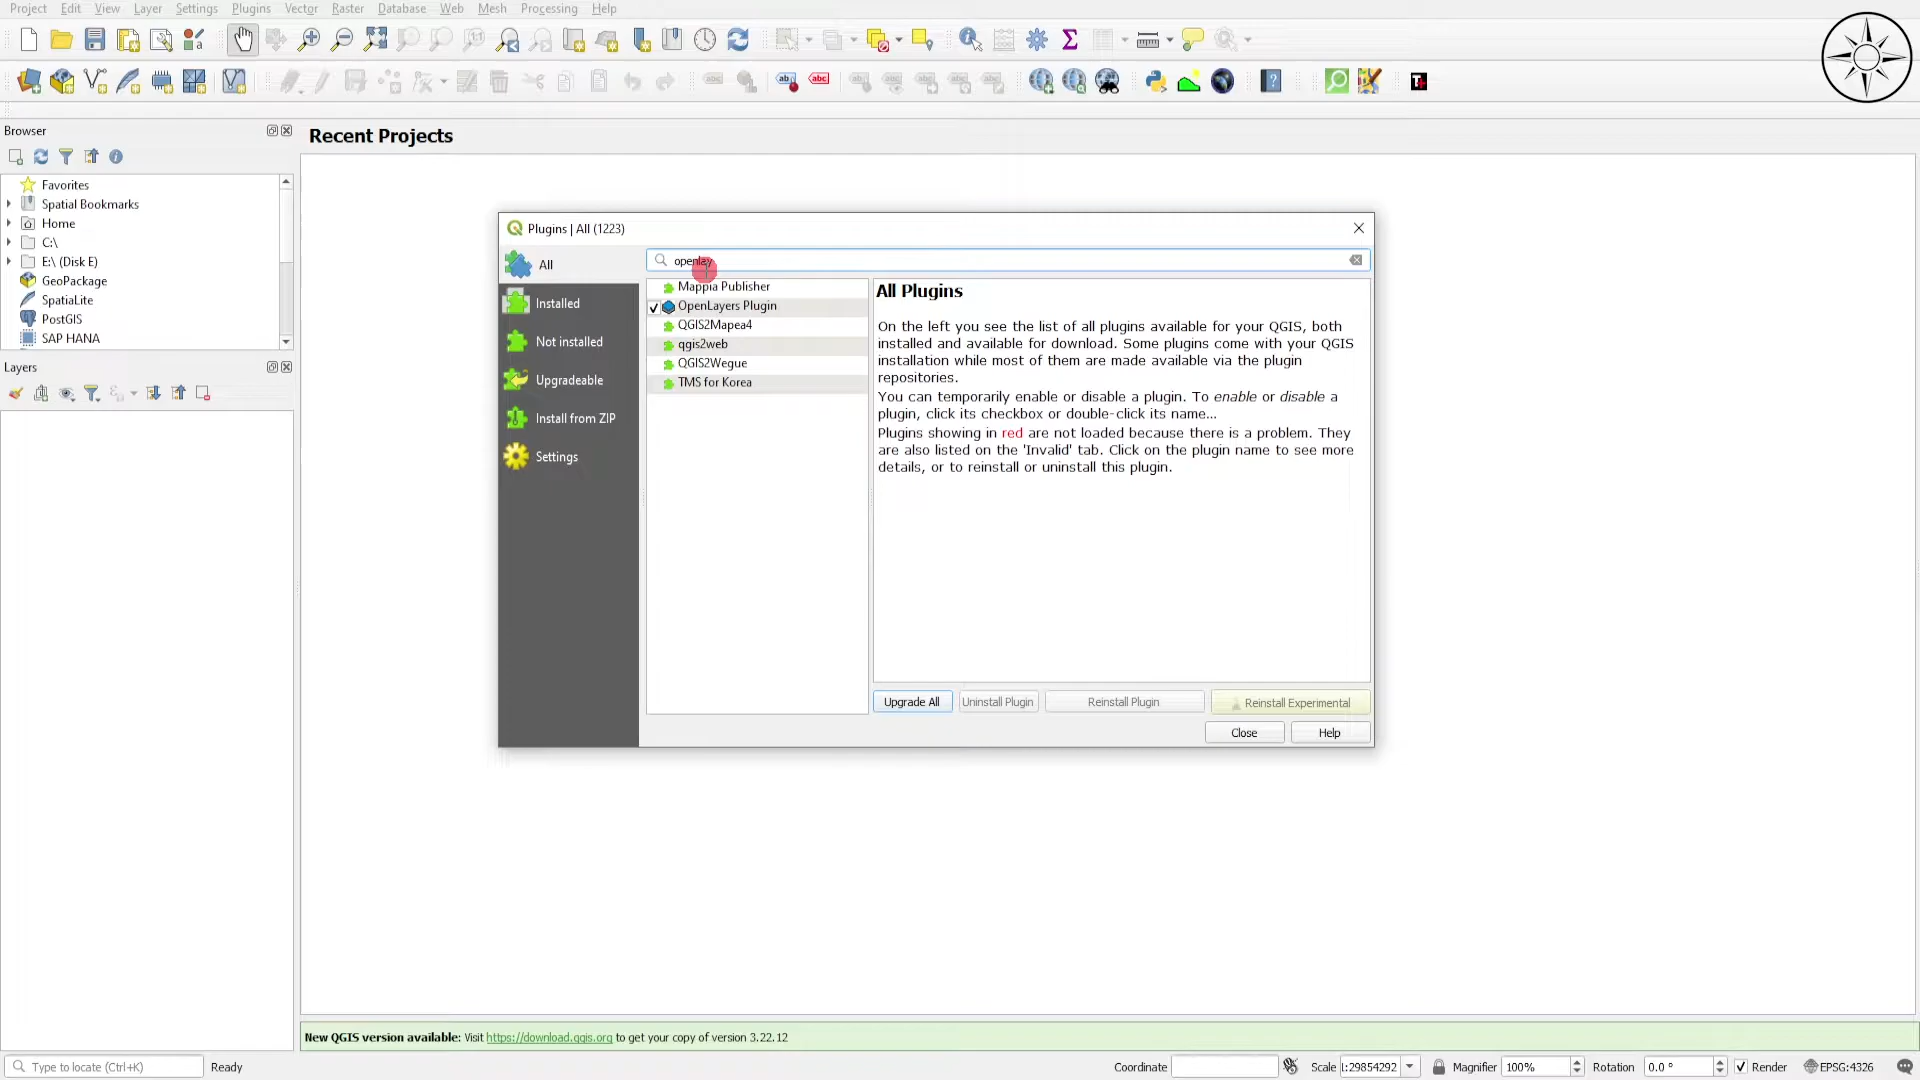 Project Edit View Layer Settings Plugins Vector Raster Database Web Mesh Processing Help
Browser
Recent Projects
Favorites
Spatial Bookmarks
Home
C:\
E:\ (Disk E)
GeoPackage
SpatiaLite
PostGIS
SAP HANA
Layers
Plugins | All (1223)
All
Installed
Not installed
Upgradeable
Install from ZIP
Settings
openlay
Mappia Publisher
OpenLayers Plugin
QGIS2Mapea4
qgis2web
QGIS2Wegue
TMS for Korea
All Plugins
On the left you see the list of all plugins available for your QGIS, both
installed and available for download. Some plugins come with your QGIS
installation while most of them are made available via the plugin
repositories.
You can temporarily enable or disable a plugin. To enable or disable a
plugin, click its checkbox or double-click its name...
Plugins showing in red are not loaded because there is a problem. They
are also listed on the 'Invalid' tab. Click on the plugin name to see more
details, or to reinstall or uninstall this plugin.
Upgrade All Uninstall Plugin Reinstall Plugin Reinstall Experimental
Close Help
New QGIS version available: Visit https://download.qgis.org to get your copy of version 3.22.12
Type to locate (Ctrl+K) Ready Coordinate Scale 1:29854292 Magnifier 100% Rotation 0.0 ° Render EPSG:4326